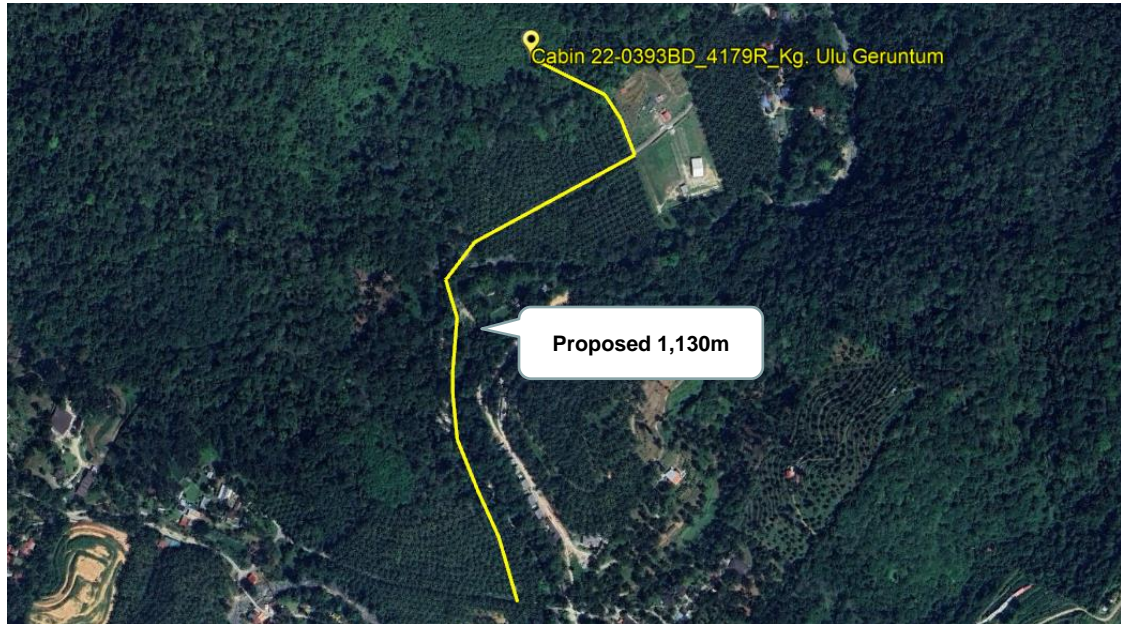 Cabin 22-0393BD_4179R_Kg. Ulu Geruntum
Proposed 1,130m